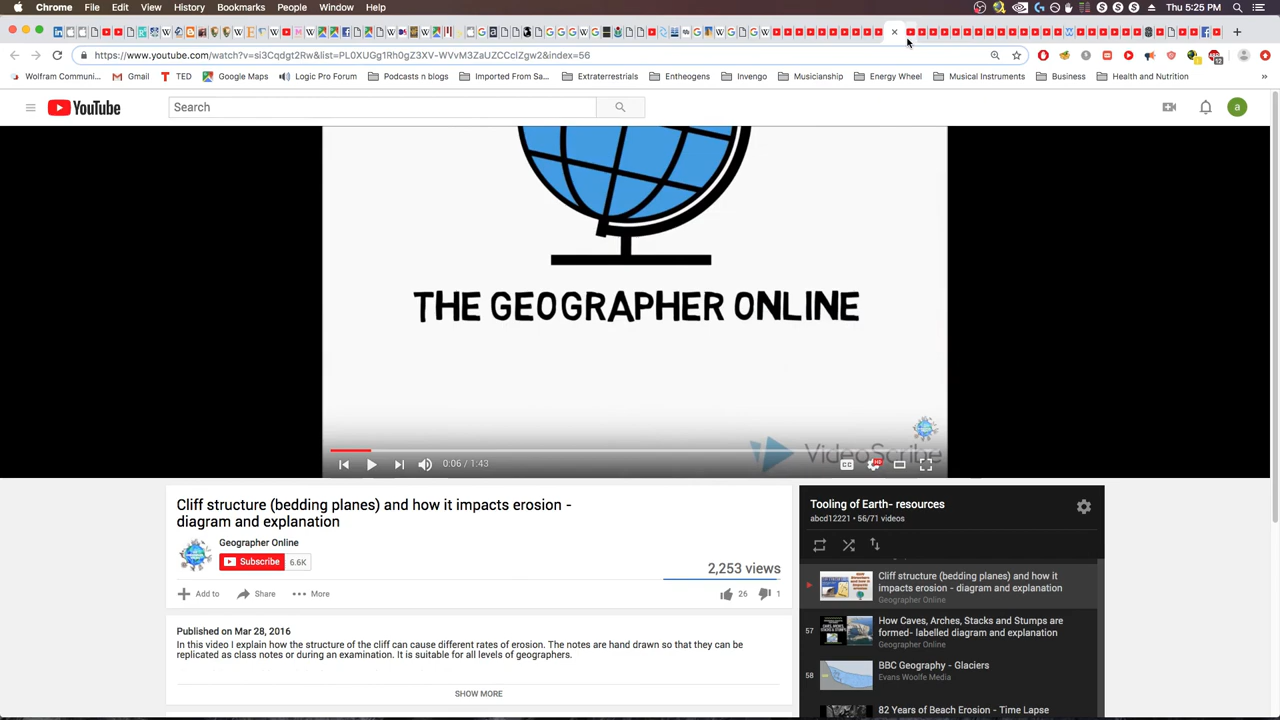 Chrome File Edit View History Bookmarks People Window Help Thu May 3 5:25 PM
https://www.youtube.com/watch?v=si3Cqdgt2Rw&list=PL0XUGg1Rh0gZ3XV-WVvM3ZaUZCCcIZgw2&index=56
Wolfram Commun... Gmail TED Google Maps Logic Pro Forum Podcasts n blogs Imported From Sa... Extraterrestrials Entheogens Invengo Musicianship Energy Wheel Musical Instruments Business Health and Nutrition »
YouTube Search a
THE GEOGRAPHER ONLINE
VideoScribe
0:06 / 1:43 CC HD
Cliff structure (bedding planes) and how it impacts erosion -
diagram and explanation
Geographer Online
Subscribe 6.6K
2,253 views
Add to Share More 26 1
Published on Mar 28, 2016
In this video I explain how the structure of the cliff can cause different rates of erosion. The notes are hand drawn so that they can be
replicated as class notes or during an examination. It is suitable for all levels of geographers.
SHOW MORE
Tooling of Earth- resources
abcd12221 • 56/71 videos
Cliff structure (bedding planes) and how it
impacts erosion - diagram and explanation
Geographer Online
57 How Caves, Arches, Stacks and Stumps are
formed- labelled diagram and explanation
Geographer Online
58 BBC Geography - Glaciers
Evans Woolfe Media
82 Years of Beach Erosion - Time Lapse